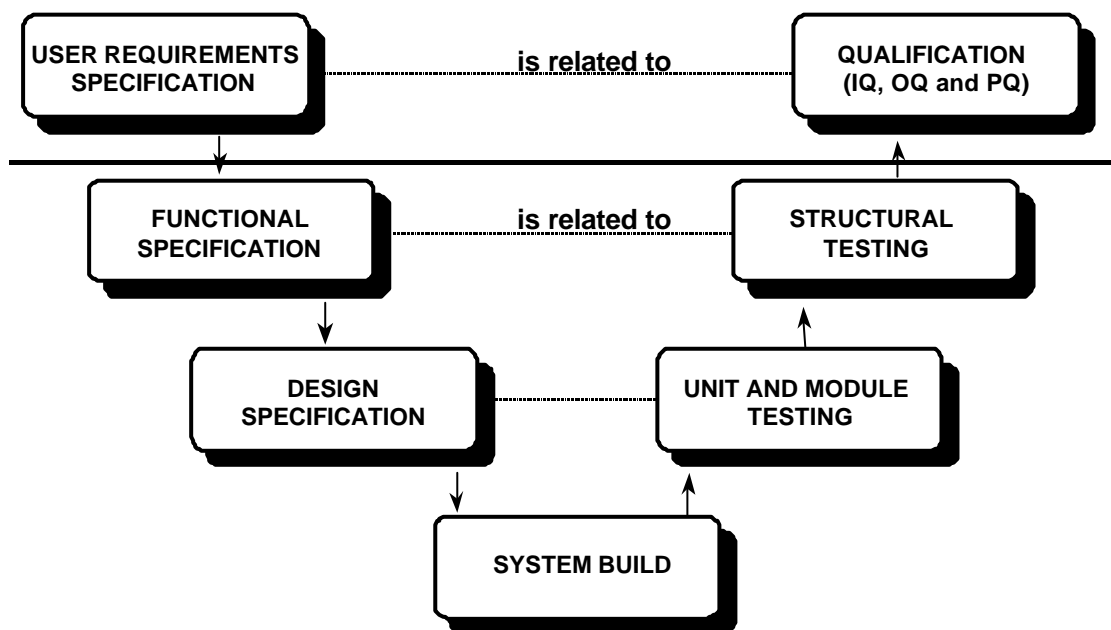 USER REQUIREMENTS
SPECIFICATION
is related to
QUALIFICATION
(IQ, OQ and PQ)
FUNCTIONAL
SPECIFICATION
is related to
STRUCTURAL
TESTING
DESIGN
SPECIFICATION
UNIT AND MODULE
TESTING
SYSTEM BUILD